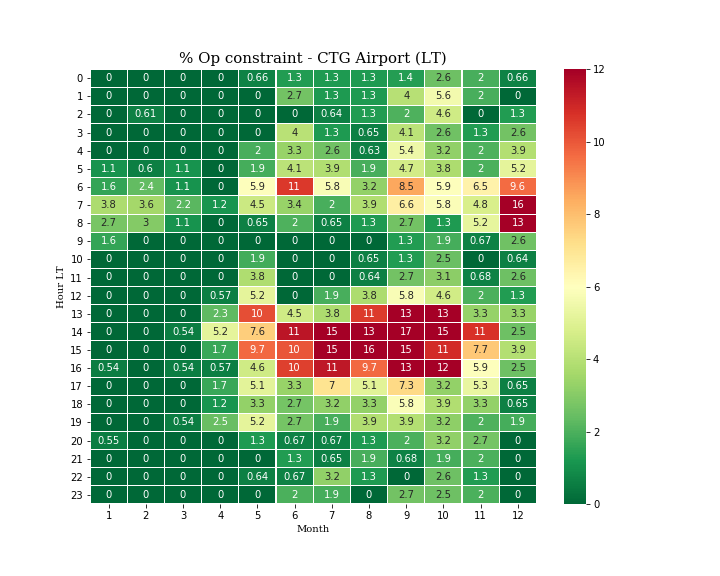 % Op constraint - CTG Airport (LT)
0 0 0 0 0 0.66 1.3 1.3 1.3 1.4 2.6 2 0.66
1 0 0 0 0 0 2.7 1.3 1.3 4 5.6 2 0
2 0 0.61 0 0 0 0 0.64 1.3 2 4.6 0 1.3
3 0 0 0 0 0 4 1.3 0.65 4.1 2.6 1.3 2.6
4 0 0 0 0 2 3.3 2.6 0.63 5.4 3.2 2 3.9
5 1.1 0.6 1.1 0 1.9 4.1 3.9 1.9 4.7 3.8 2 5.2
6 1.6 2.4 1.1 0 5.9 11 5.8 3.2 8.5 5.9 6.5 9.6
7 3.8 3.6 2.2 1.2 4.5 3.4 2 3.9 6.6 5.8 4.8 16
8 2.7 3 1.1 0 0.65 2 0.65 1.3 2.7 1.3 5.2 13
9 1.6 0 0 0 0 0 0 0 1.3 1.9 0.67 2.6
10 0 0 0 0 1.9 0 0 0.65 1.3 2.5 0 0.64
11 0 0 0 0 3.8 0 0 0.64 2.7 3.1 0.68 2.6
12 0 0 0 0.57 5.2 0 1.9 3.8 5.8 4.6 2 1.3
13 0 0 0 2.3 10 4.5 3.8 11 13 13 3.3 3.3
14 0 0 0.54 5.2 7.6 11 15 13 17 15 11 2.5
15 0 0 0 1.7 9.7 10 15 16 15 11 7.7 3.9
16 0.54 0 0.54 0.57 4.6 10 11 9.7 13 12 5.9 2.5
17 0 0 0 1.7 5.1 3.3 7 5.1 7.3 3.2 5.3 0.65
18 0 0 0 1.2 3.3 2.7 3.2 3.3 5.8 3.9 3.3 0.65
19 0 0 0.54 2.5 5.2 2.7 1.9 3.9 3.9 3.2 2 1.9
20 0.55 0 0 0 1.3 0.67 0.67 1.3 2 3.2 2.7 0
21 0 0 0 0 0 1.3 0.65 1.9 0.68 1.9 2 0
22 0 0 0 0 0.64 0.67 3.2 1.3 0 2.6 1.3 0
23 0 0 0 0 0 2 1.9 0 2.7 2.5 2 0
1 2 3 4 5 6 7 8 9 10 11 12
Month
Hour LT
12
10
8
6
4
2
0